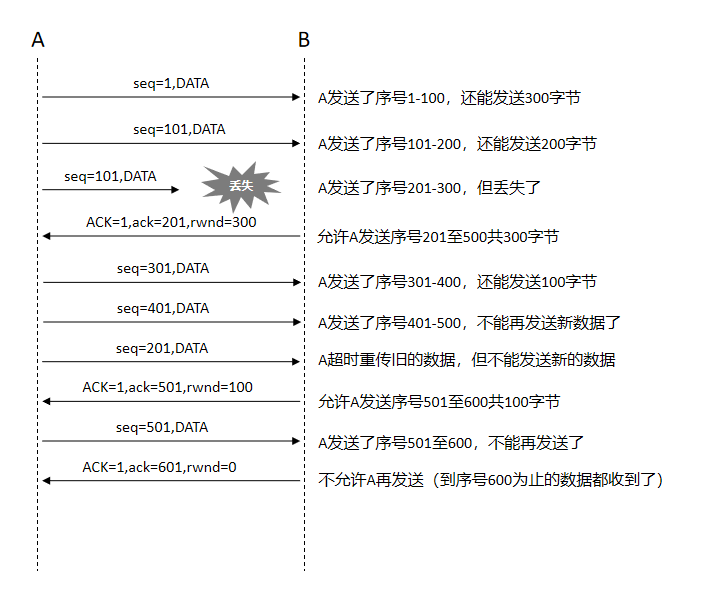 A
B
seq=1,DATA
A发送了序号1-100，还能发送300字节
seq=101,DATA
A发送了序号101-200，还能发送200字节
seq=101,DATA
丢失
A发送了序号201-300，但丢失了
ACK=1,ack=201,rwnd=300
允许A发送序号201至500共300字节
seq=301,DATA
A发送了序号301-400，还能发送100字节
seq=401,DATA
A发送了序号401-500，不能再发送新数据了
seq=201,DATA
A超时重传旧的数据，但不能发送新的数据
ACK=1,ack=501,rwnd=100
允许A发送序号501至600共100字节
seq=501,DATA
A发送了序号501至600，不能再发送了
ACK=1,ack=601,rwnd=0
不允许A再发送（到序号600为止的数据都收到了）